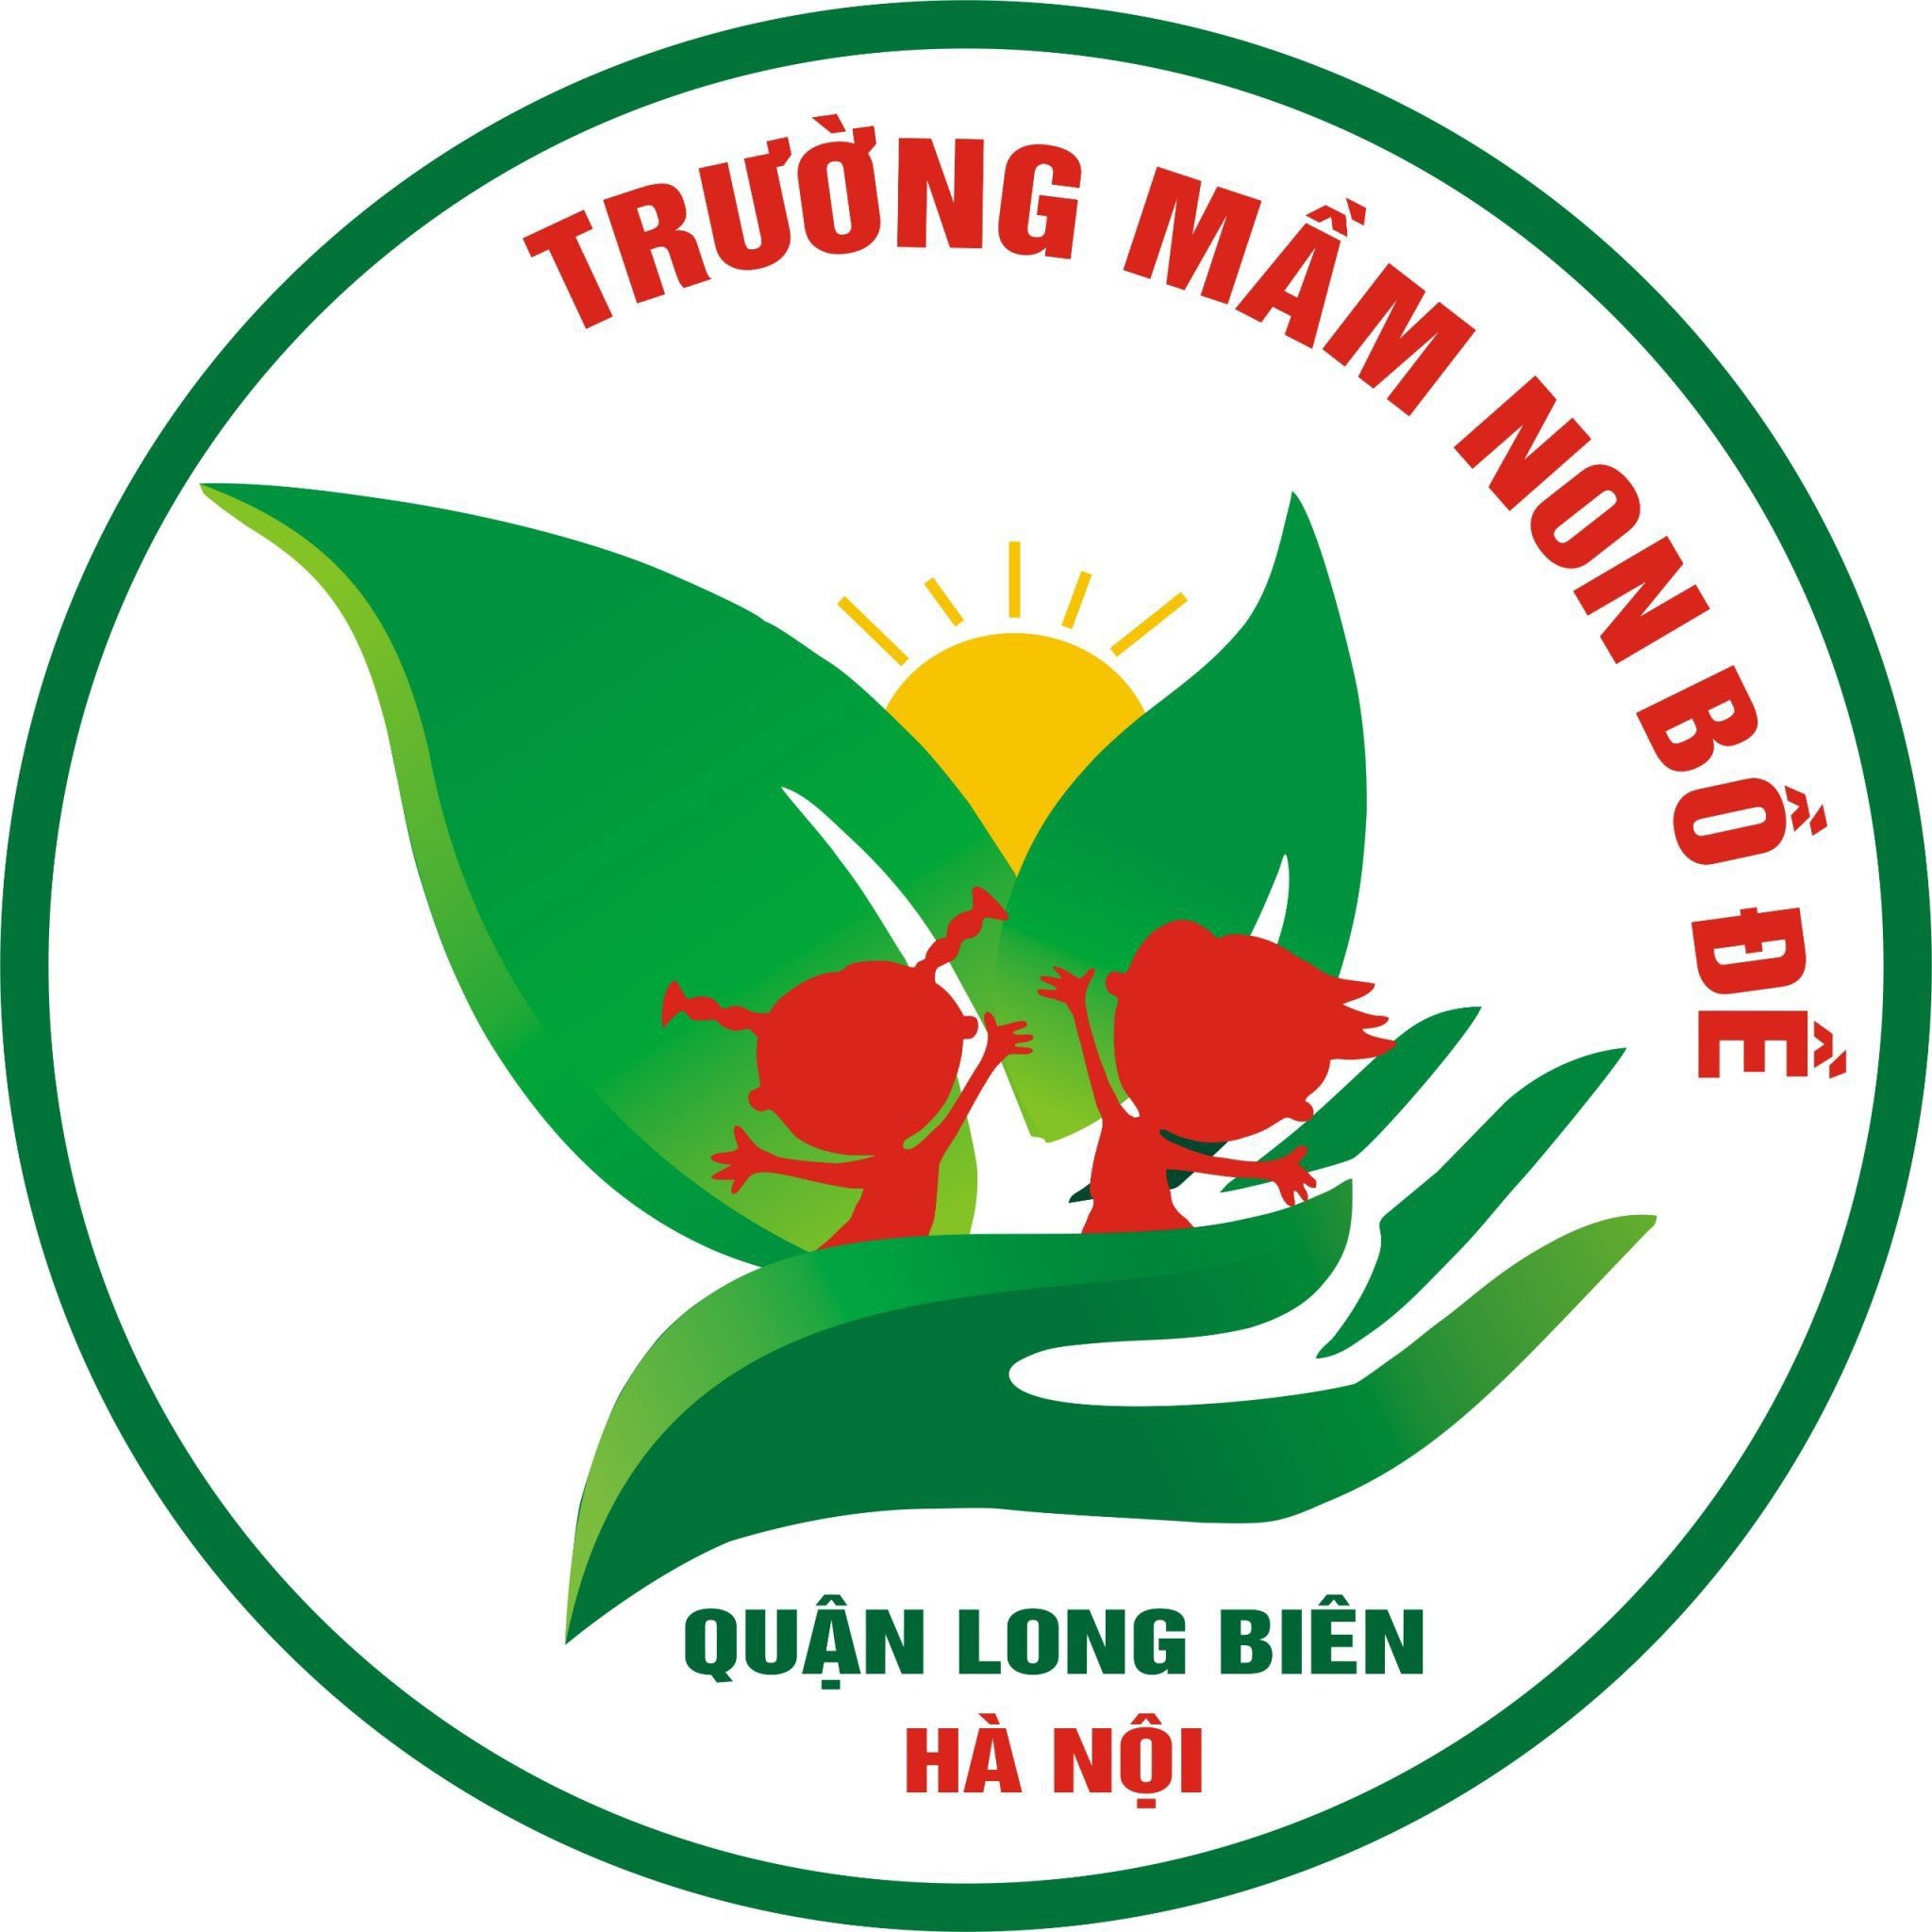 TRƯỜNG MẦM NON BỒ ĐỀ
QUẬN LONG BIÊN
HÀ NỘI